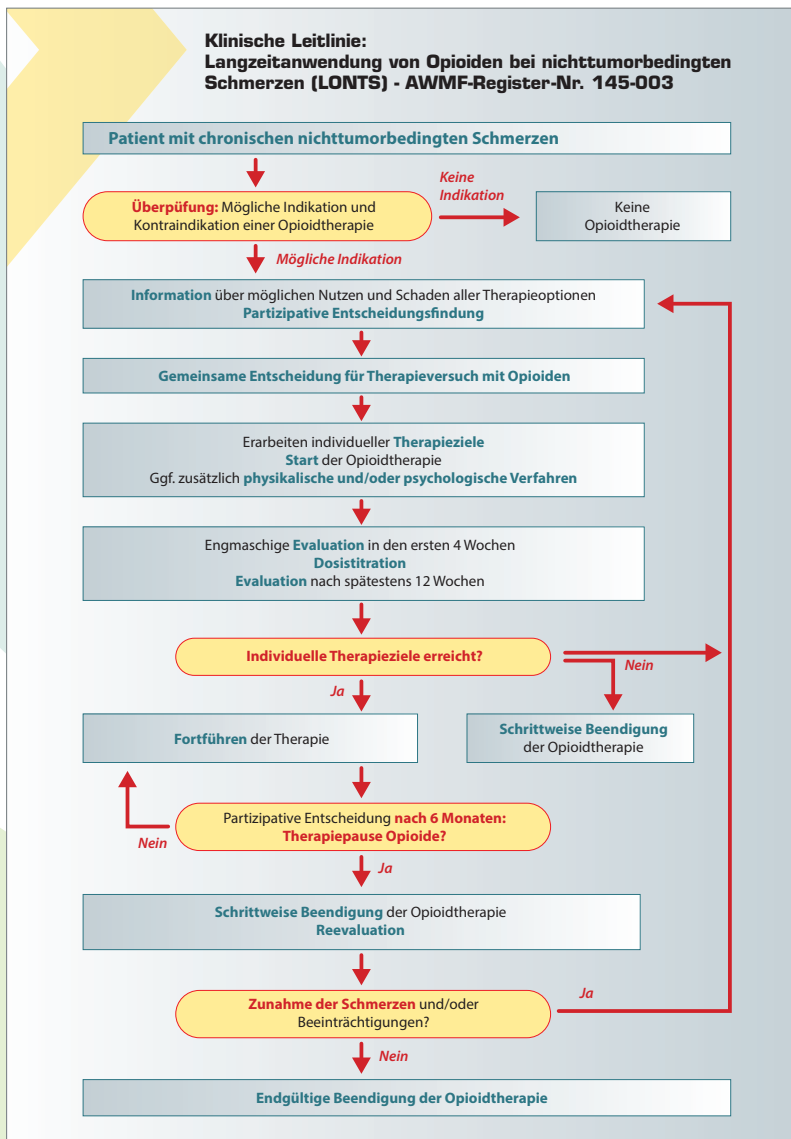 Klinische Leitlinie:
Langzeitanwendung von Opioiden bei nichttumorbedingten
Schmerzen (LONTS) - AWMF-Register-Nr. 145-003
Patient mit chronischen nichttumorbedingten Schmerzen
Keine
Indikation
Überpüfung: Mögliche Indikation und
Kontraindikation einer Opioidtherapie
Keine
Opioidtherapie
Mögliche Indikation
Information über möglichen Nutzen und Schaden aller Therapieoptionen
Partizipative Entscheidungsfindung
Gemeinsame Entscheidung für Therapieversuch mit Opioiden
Erarbeiten individueller Therapieziele
Start der Opioidtherapie
Ggf. zusätzlich physikalische und/oder psychologische Verfahren
Engmaschige Evaluation in den ersten 4 Wochen
Dosistitration
Evaluation nach spätestens 12 Wochen
Individuelle Therapieziele erreicht?
Nein
Ja
Fortführen der Therapie
Schrittweise Beendigung
der Opioidtherapie
Partizipative Entscheidung nach 6 Monaten:
Therapiepause Opioide?
Nein
Ja
Schrittweise Beendigung der Opioidtherapie
Reevaluation
Zunahme der Schmerzen und/oder
Beeinträchtigungen?
Ja
Nein
Endgültige Beendigung der Opioidtherapie